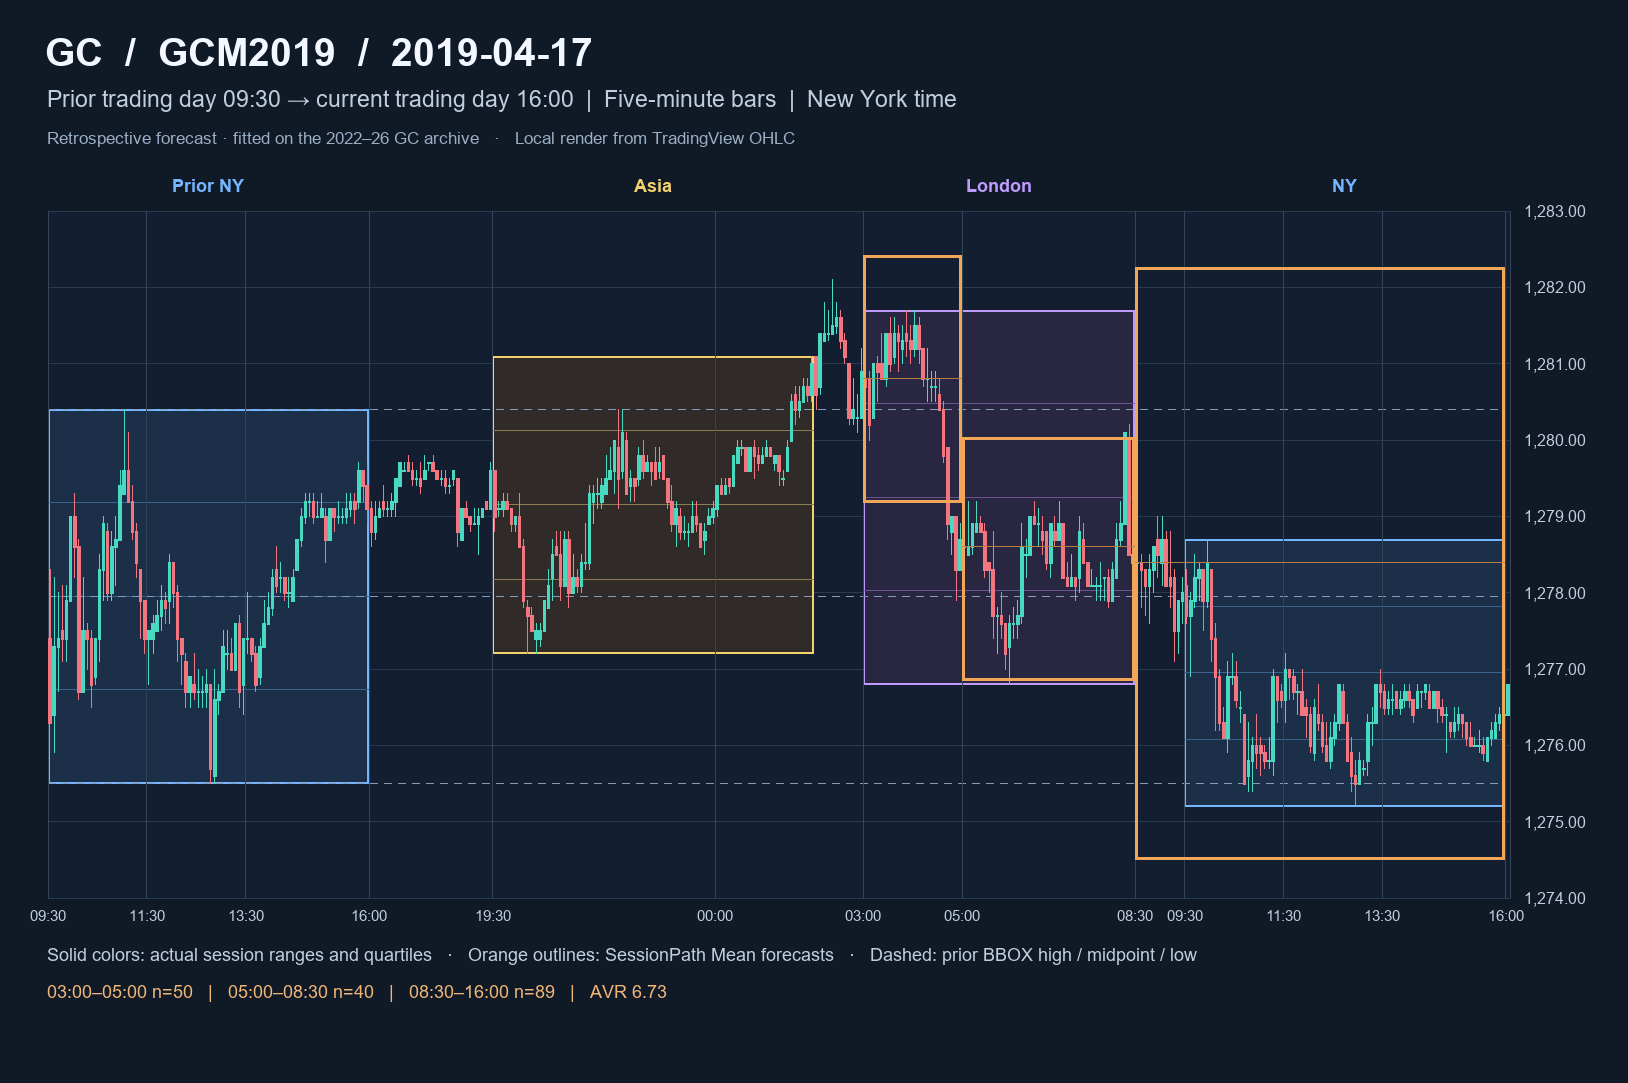 GC / GCM2019 / 2019-04-17
Prior trading day 09:30 → current trading day 16:00 | Five-minute bars | New York time
Retrospective forecast · fitted on the 2022–26 GC archive · Local render from TradingView OHLC
Prior NY Asia London NY
1,283.00
1,282.00
1,281.00
1,280.00
1,279.00
1,278.00
1,277.00
1,276.00
1,275.00
1,274.00
09:30 11:30 13:30 16:00 19:30 00:00 03:00 05:00 08:30 09:30 11:30 13:30 16:00
Solid colors: actual session ranges and quartiles · Orange outlines: SessionPath Mean forecasts · Dashed: prior BBOX high / midpoint / low
03:00–05:00 n=50 | 05:00–08:30 n=40 | 08:30–16:00 n=89 | AVR 6.73